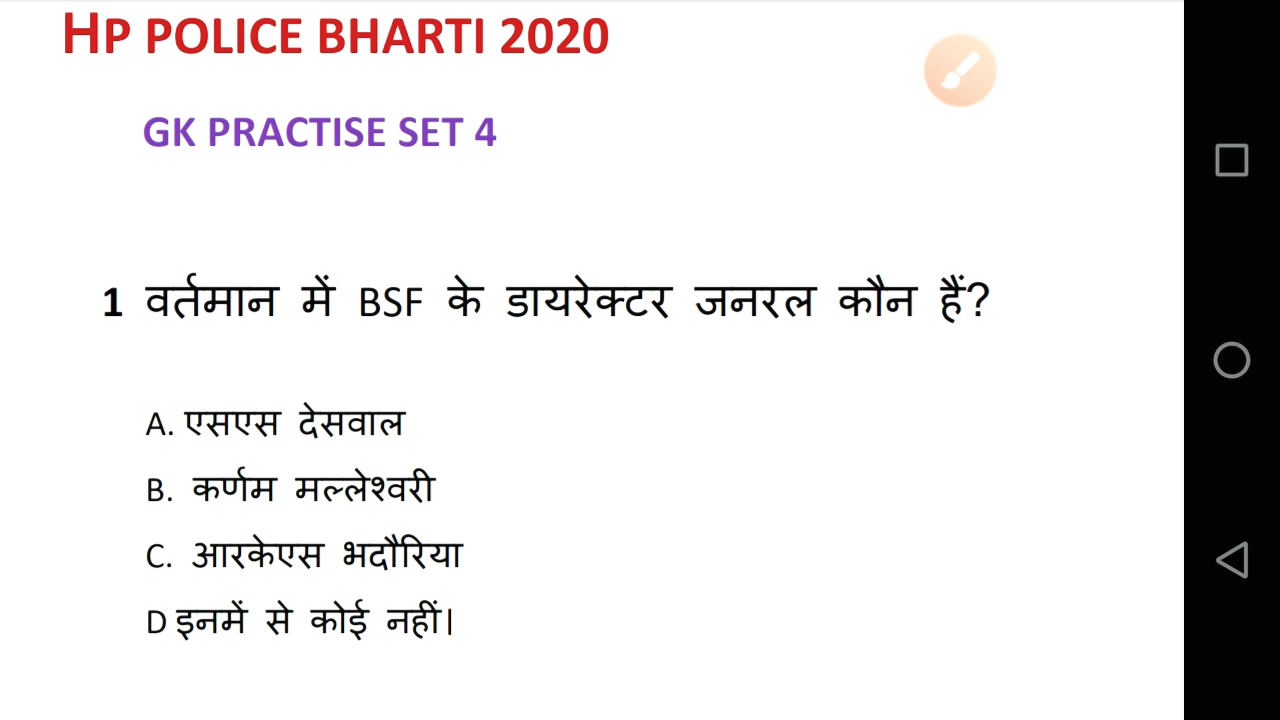 HP POLICE BHARTI 2020
GK PRACTISE SET 4
1 वर्तमान में BSF के डायरेक्टर जनरल कौन हैं?
A. एसएस देसवाल
B. कर्णम मल्लेश्वरी
C. आरकेएस भदौरिया
D इनमें से कोई नहीं।